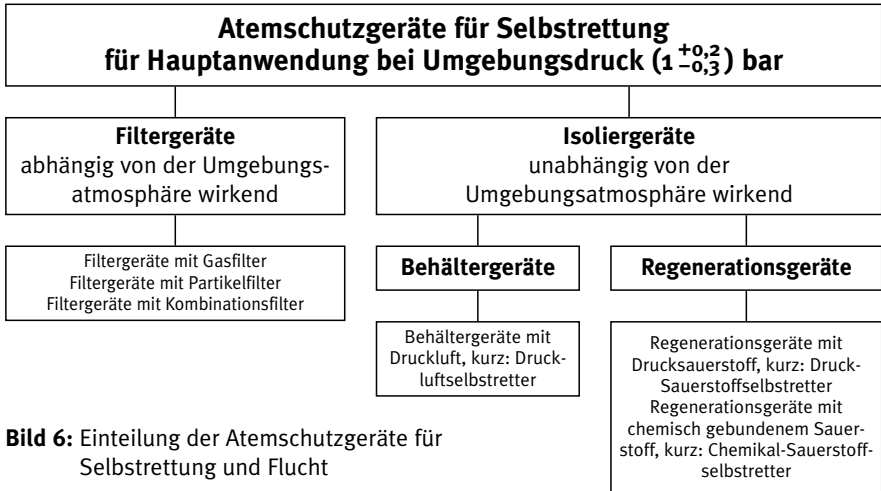 Atemschutzgeräte für Selbstrettung
für Hauptanwendung bei Umgebungsdruck (1 +0,2 −0,3) bar
Filtergeräte
abhängig von der Umgebungs-
atmosphäre wirkend
Isoliergeräte
unabhängig von der
Umgebungsatmosphäre wirkend
Filtergeräte mit Gasfilter
Filtergeräte mit Partikelfilter
Filtergeräte mit Kombinationsfilter
Behältergeräte
Regenerationsgeräte
Behältergeräte mit
Druckluft, kurz: Druck-
luftselbstretter
Regenerationsgeräte mit
Drucksauerstoff, kurz: Druck-
Sauerstoffselbstretter
Regenerationsgeräte mit
chemisch gebundenem Sauer-
stoff, kurz: Chemikal-Sauerstoff-
selbstretter
Bild 6: Einteilung der Atemschutzgeräte für
Selbstrettung und Flucht